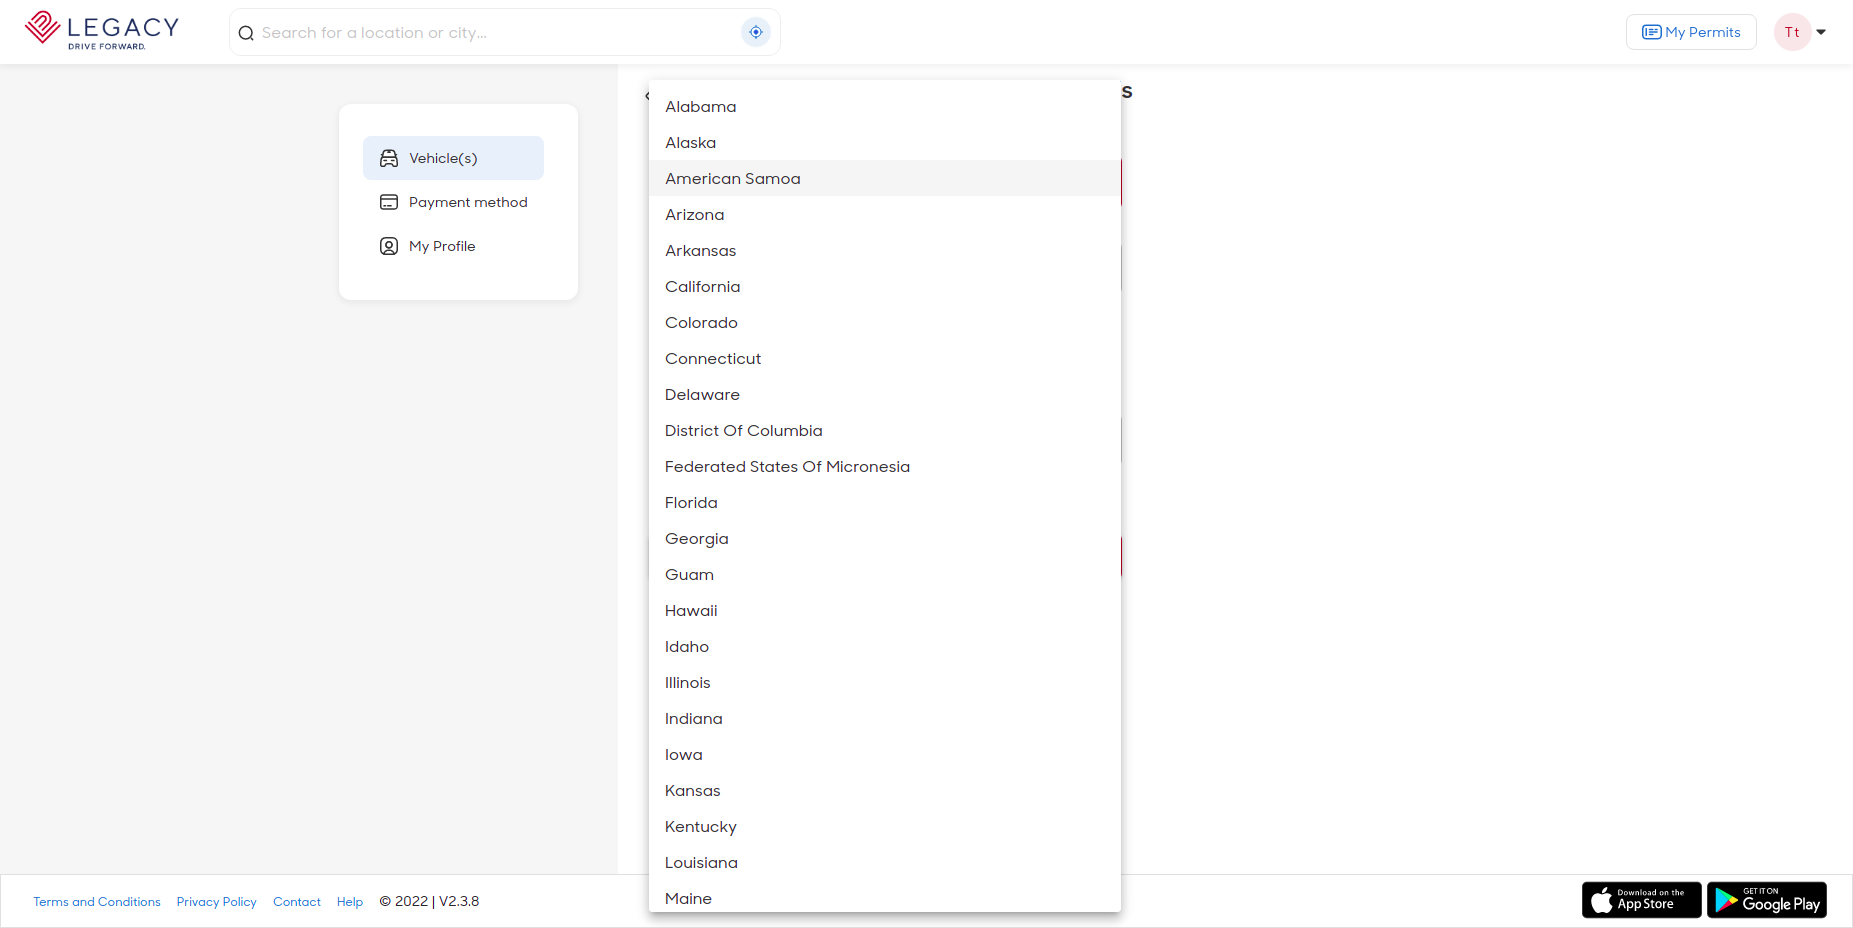 LEGACY
DRIVE FORWARD.
Search for a location or city...
My Permits
Tt
Vehicle(s)
Payment method
My Profile
s
Alabama
Alaska
American Samoa
Arizona
Arkansas
California
Colorado
Connecticut
Delaware
District Of Columbia
Federated States Of Micronesia
Florida
Georgia
Guam
Hawaii
Idaho
Illinois
Indiana
Iowa
Kansas
Kentucky
Louisiana
Maine
Terms and Conditions Privacy Policy Contact Help © 2022 | V2.3.8
Download on the
App Store
GET IT ON
Google Play